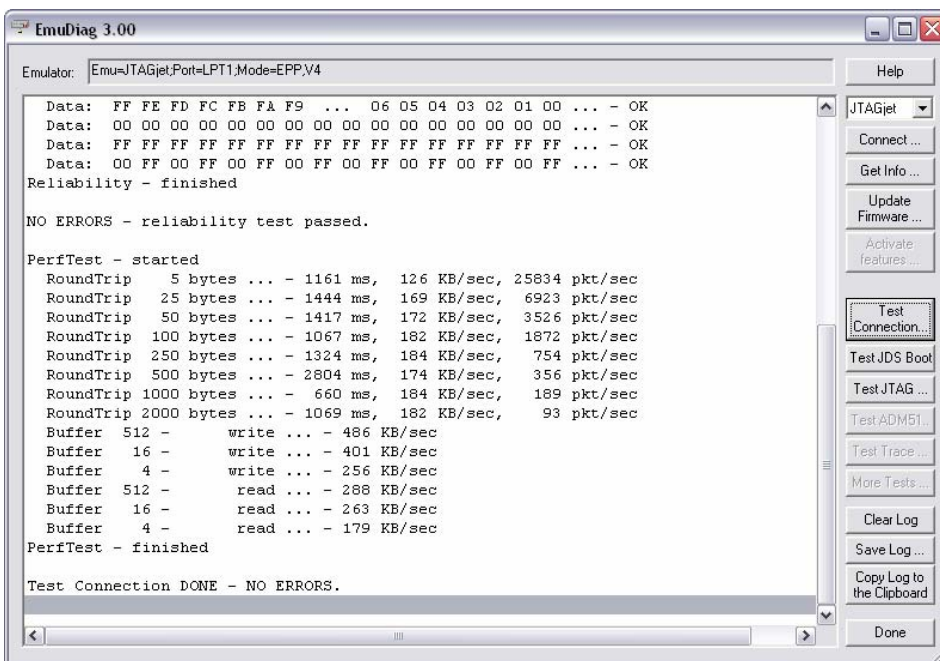 EmuDiag 3.00
Emulator: Emu=JTAGjet;Port=LPT1;Mode=EPP,V4
Help
JTAGjet
Connect ...
Get Info ...
Update
Firmware ...
Activate
features ...
Test
Connection...
Test JDS Boot
Test JTAG ...
Test ADM51..
Test Trace ...
More Tests ...
Clear Log
Save Log ...
Copy Log to
the Clipboard
Done
Data: FF FE FD FC FB FA F9 ... 06 05 04 03 02 01 00 ... - OK
Data: 00 00 00 00 00 00 00 00 00 00 00 00 00 00 00 00 ... - OK
Data: FF FF FF FF FF FF FF FF FF FF FF FF FF FF FF FF ... - OK
Data: 00 FF 00 FF 00 FF 00 FF 00 FF 00 FF 00 FF 00 FF ... - OK
Reliability - finished
NO ERRORS - reliability test passed.
PerfTest - started
RoundTrip 5 bytes ... - 1161 ms, 126 KB/sec, 25834 pkt/sec
RoundTrip 25 bytes ... - 1444 ms, 169 KB/sec, 6923 pkt/sec
RoundTrip 50 bytes ... - 1417 ms, 172 KB/sec, 3526 pkt/sec
RoundTrip 100 bytes ... - 1067 ms, 182 KB/sec, 1872 pkt/sec
RoundTrip 250 bytes ... - 1324 ms, 184 KB/sec, 754 pkt/sec
RoundTrip 500 bytes ... - 2804 ms, 174 KB/sec, 356 pkt/sec
RoundTrip 1000 bytes ... - 660 ms, 184 KB/sec, 189 pkt/sec
RoundTrip 2000 bytes ... - 1069 ms, 182 KB/sec, 93 pkt/sec
Buffer 512 - write ... - 486 KB/sec
Buffer 16 - write ... - 401 KB/sec
Buffer 4 - write ... - 256 KB/sec
Buffer 512 - read ... - 288 KB/sec
Buffer 16 - read ... - 263 KB/sec
Buffer 4 - read ... - 179 KB/sec
PerfTest - finished
Test Connection DONE - NO ERRORS.